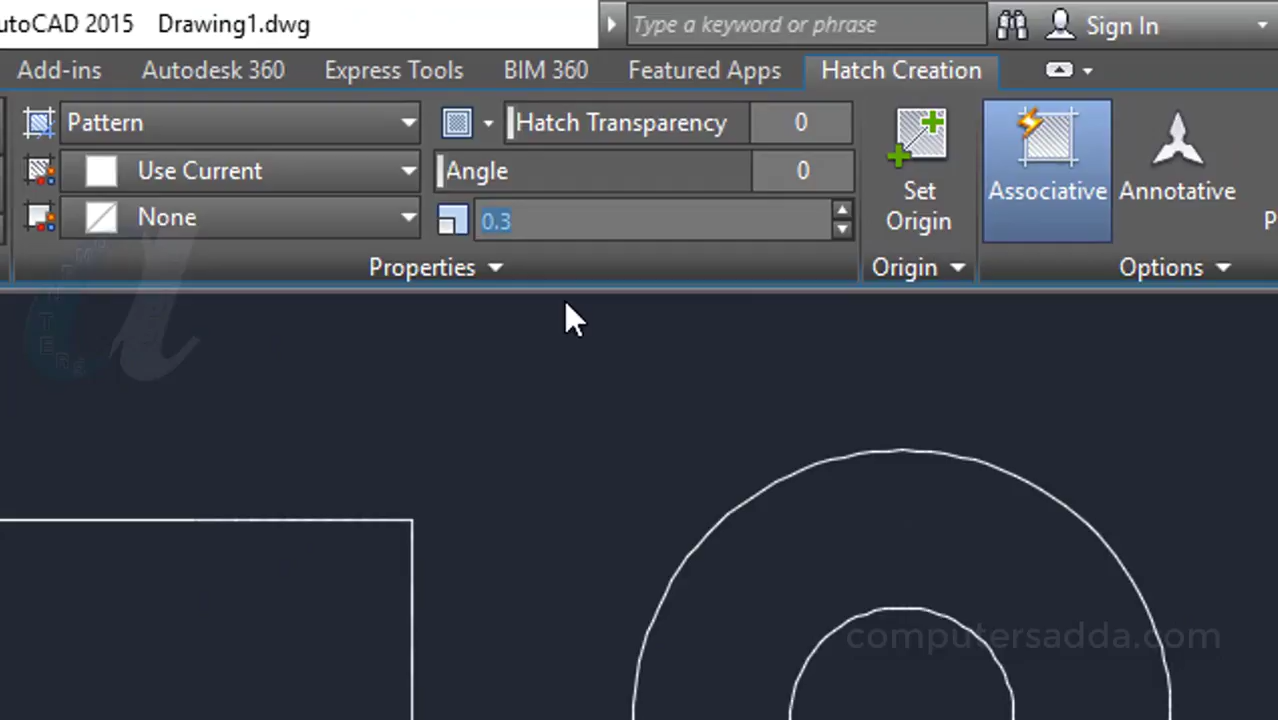 utoCAD 2015 Drawing1.dwg
Type a keyword or phrase
Sign In
Add-ins Autodesk 360 Express Tools BIM 360 Featured Apps Hatch Creation
Pattern
Hatch Transparency 0
Use Current
Angle 0
None
0.3
Set
Origin
Associative
Annotative
P
Properties
Origin
Options
computersadda.com